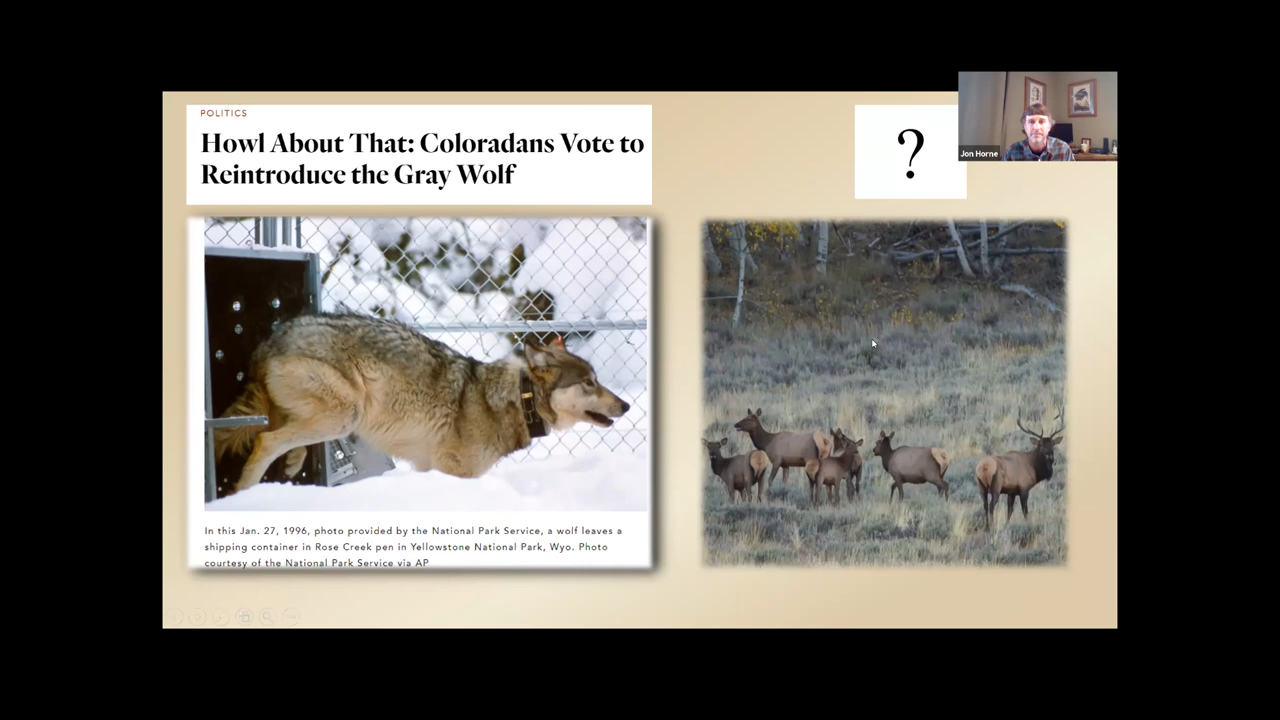 POLITICS
Howl About That: Coloradans Vote to
Reintroduce the Gray Wolf
?
Jon Horne
In this Jan. 27, 1996, photo provided by the National Park Service, a wolf leaves a
shipping container in Rose Creek pen in Yellowstone National Park, Wyo. Photo
courtesy of the National Park Service via AP